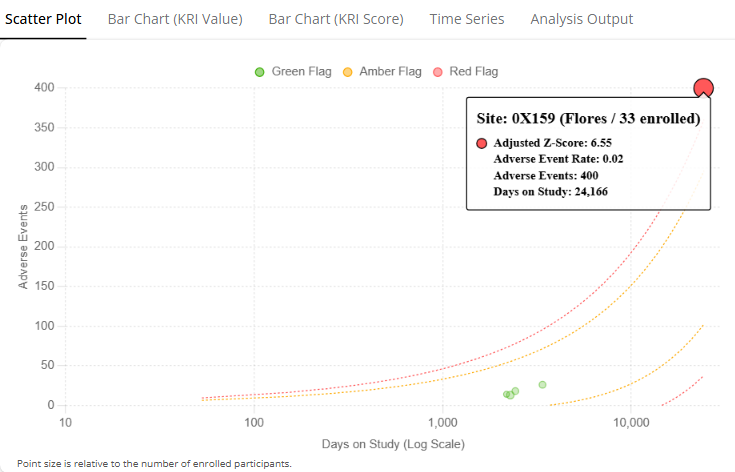 Scatter Plot Bar Chart (KRI Value) Bar Chart (KRI Score) Time Series Analysis Output
Green Flag Amber Flag Red Flag
400
350
300
250
200
150
100
50
0
Adverse Events
Site: 0X159 (Flores / 33 enrolled)
Adjusted Z-Score: 6.55
Adverse Event Rate: 0.02
Adverse Events: 400
Days on Study: 24,166
10 100 1,000 10,000
Days on Study (Log Scale)
Point size is relative to the number of enrolled participants.